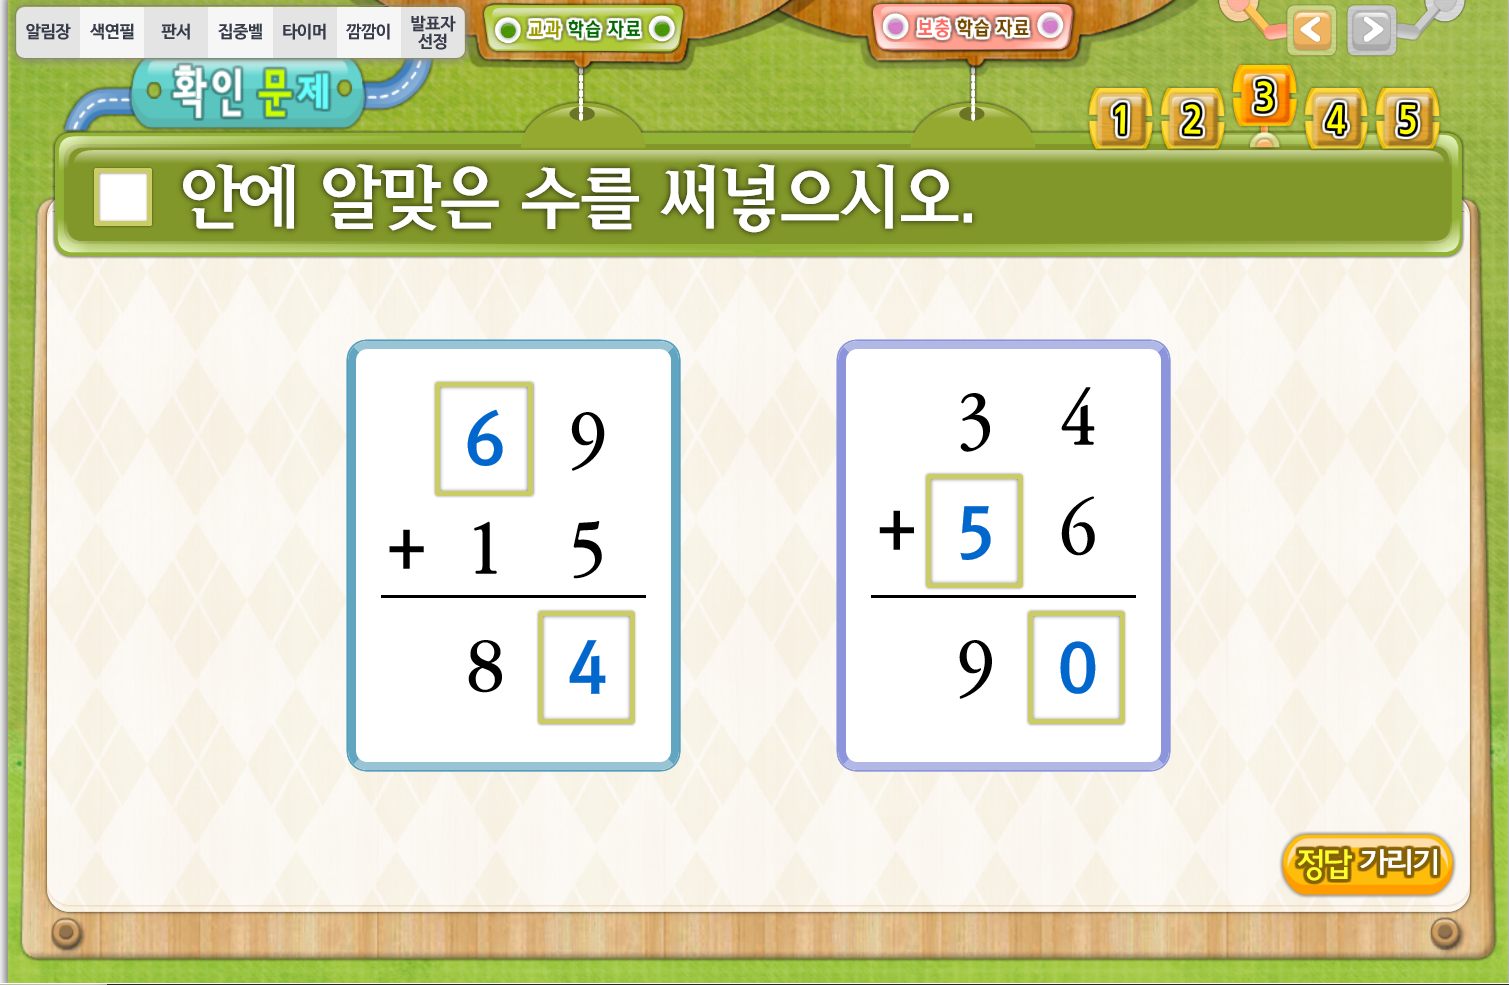 알림장 색연필 판서 집중벨 타이머 깜깜이 발표자 선정
교과 학습 자료
보충 학습 자료
< >
확인 문제
1 2 3 4 5
□ 안에 알맞은 수를 써넣으시오.
6 9
+ 1 5
8 4
3 4
+ 5 6
9 0
정답 가리기